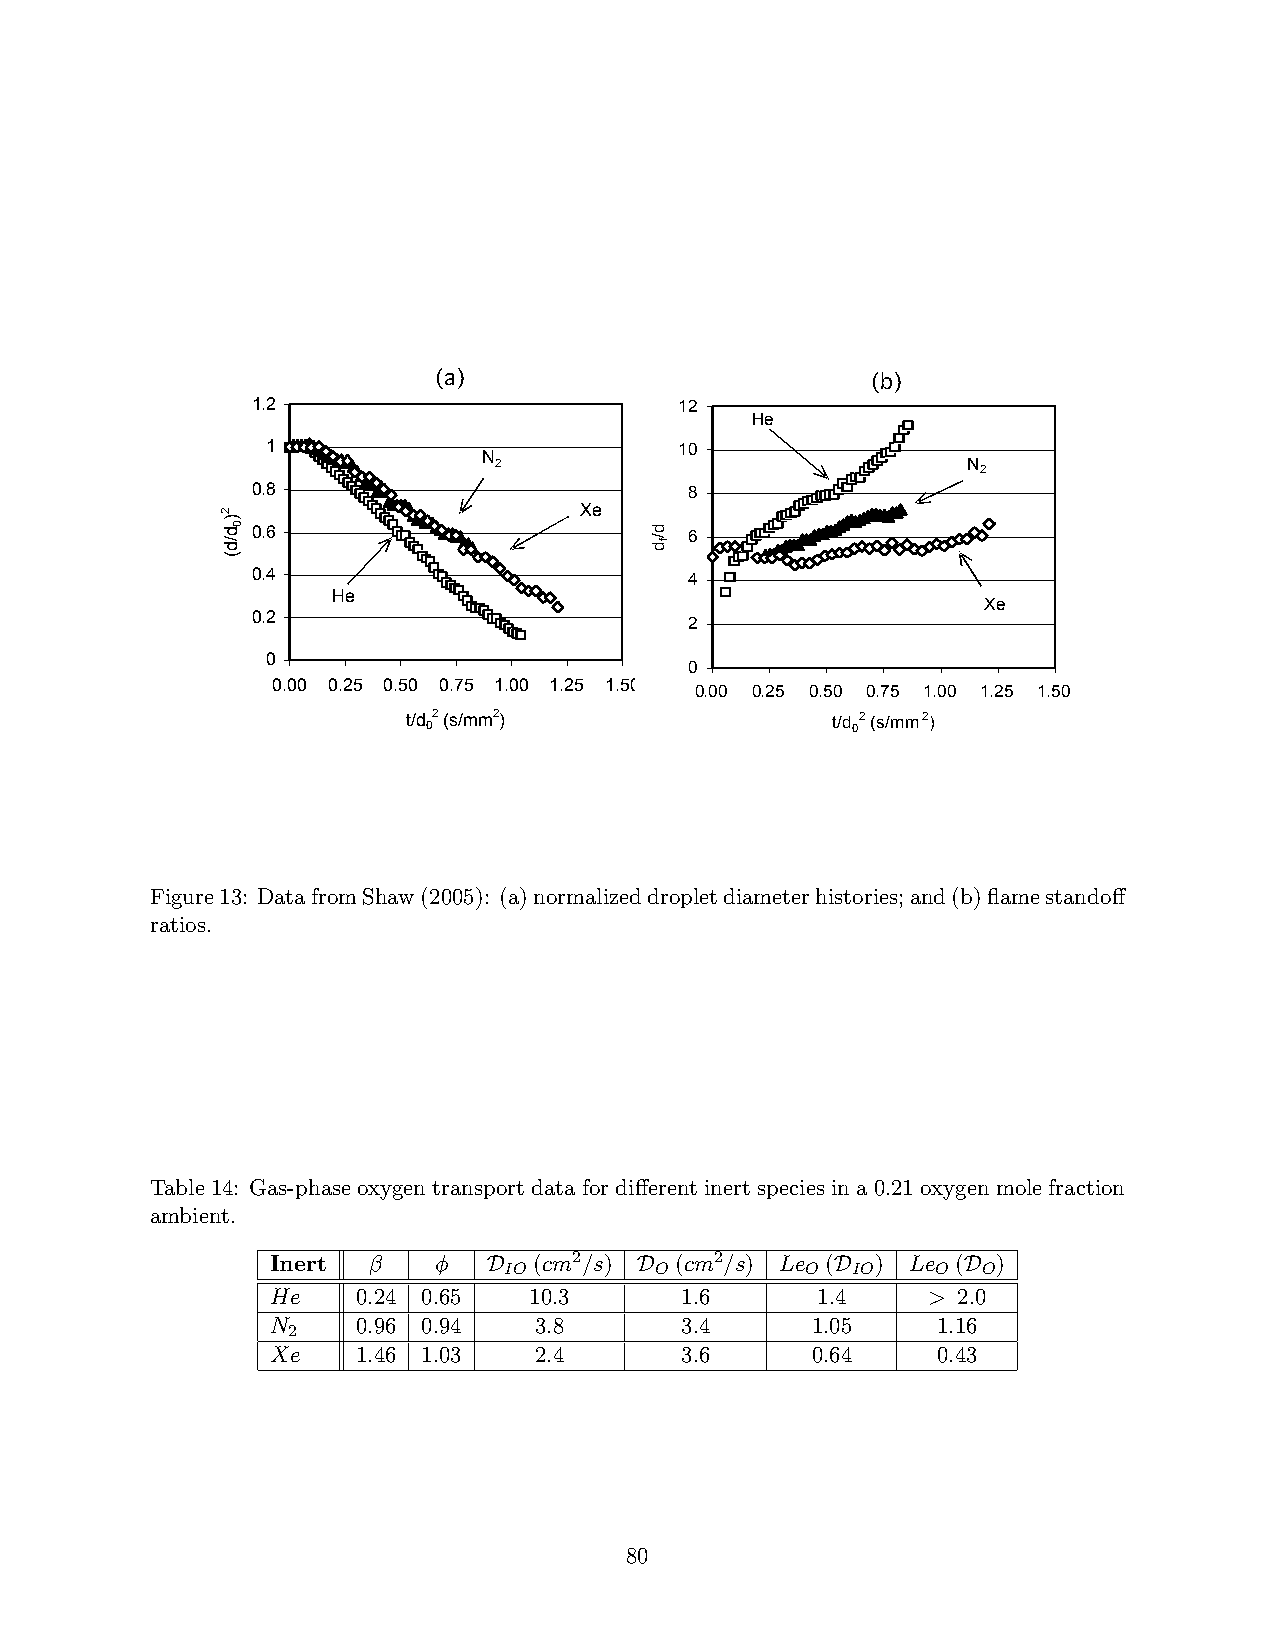 (a)
1.2
1
0.8
0.6
0.4
0.2
0
(d/d₀)²
N₂
Xe
He
0.00 0.25 0.50 0.75 1.00 1.25 1.50
t/d₀² (s/mm²)
(b)
12
10
8
6
4
2
0
d_f/d
He
N₂
Xe
0.00 0.25 0.50 0.75 1.00 1.25 1.50
t/d₀² (s/mm²)
Figure 13: Data from Shaw (2005): (a) normalized droplet diameter histories; and (b) flame standoff
ratios.
Table 14: Gas-phase oxygen transport data for different inert species in a 0.21 oxygen mole fraction
ambient.
Inert β ϕ 𝒟_IO (cm²/s) 𝒟_O (cm²/s) Le_O (𝒟_IO) Le_O (𝒟_O)
He 0.24 0.65 10.3 1.6 1.4 > 2.0
N₂ 0.96 0.94 3.8 3.4 1.05 1.16
Xe 1.46 1.03 2.4 3.6 0.64 0.43
80